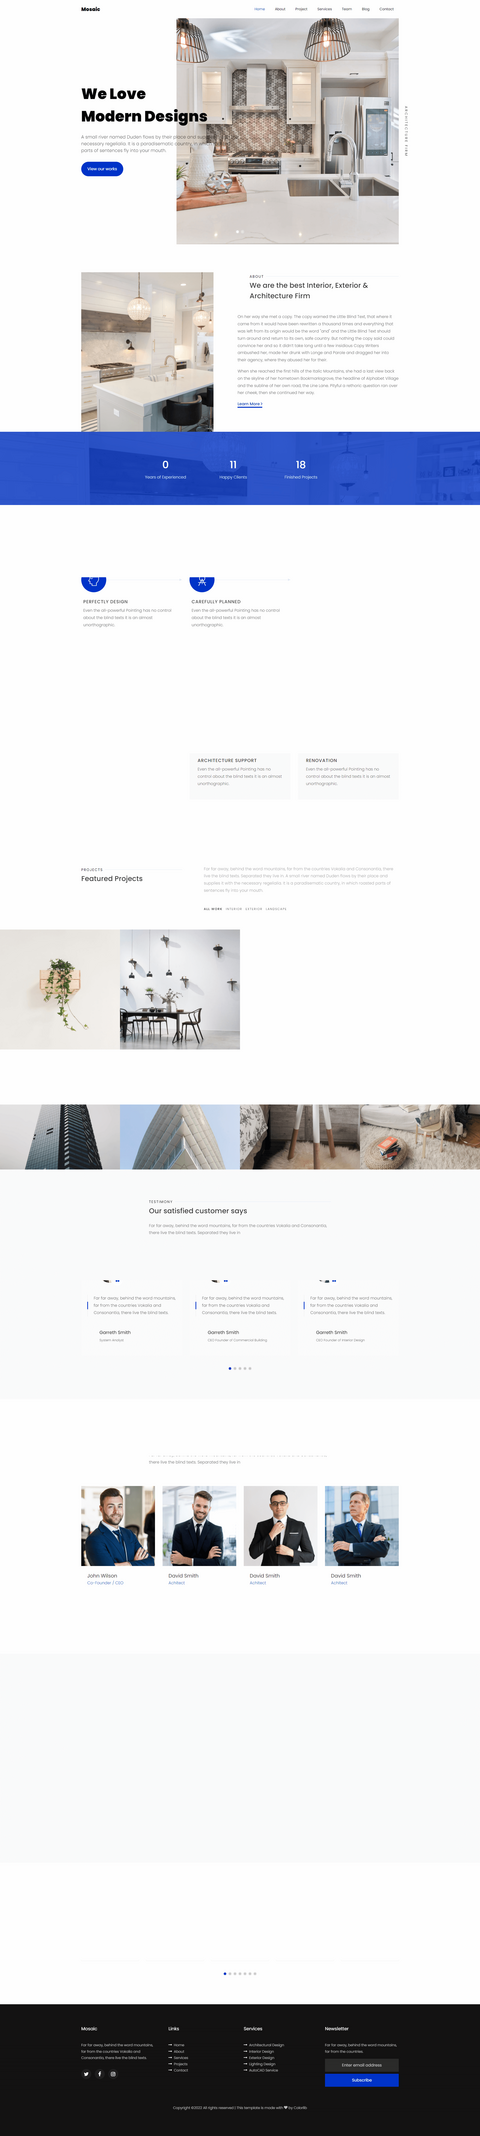 Mosaic
Home About Project Services Team Blog Contact
We Love
Modern Designs
A small river named Duden flows by their place and
necessary regelialia. It is a paradisematic country, in
parts of sentences fly into your mouth.
View our works
ARCHITECTURE FIRM
ABOUT
We are the best Interior, Exterior &
Architecture Firm
On her way she met a copy. The copy warned the Little Blind Text, that where it
came from it would have been rewritten a thousand times and everything that
was left from its origin would be the word "and" and the Little Blind Text should
turn around and return to its own, safe country. But nothing the copy said could
convince her and so it didn't take long until a few insidious Copy Writers
ambushed her, made her drunk with Longe and Parole and dragged her into
their agency, where they abused her for their.
When she reached the first hills of the Italic Mountains, she had a last view back
on the skyline of her hometown Bookmarksgrove, the headline of Alphabet Village
and the subline of her own road, the Line Lane. Pityful a rethoric question ran over
her cheek, then she continued her way.
Learn More
0
Years of Experienced
11
Happy Clients
18
Finished Projects
PERFECTLY DESIGN
Even the all-powerful Pointing has no control
about the blind texts it is an almost
unorthographic.
CAREFULLY PLANNED
Even the all-powerful Pointing has no control
about the blind texts it is an almost
unorthographic.
ARCHITECTURE SUPPORT
Even the all-powerful Pointing has no
control about the blind texts it is an almost
unorthographic.
RENOVATION
Even the all-powerful Pointing has no
control about the blind texts it is an almost
unorthographic.
PROJECTS
Featured Projects
Far far away, behind the word mountains, far from the countries Vokalia and Consonantia, there
live the blind texts. Separated they live in. A small river named Duden flows by their place and
supplies it with the necessary regelialia. It is a paradisematic country, in which roasted parts of
sentences fly into your mouth.
ALL WORK INTERIOR EXTERIOR LANDSCAPE
TESTIMONY
Our satisfied customer says
Far far away, behind the word mountains, far from the countries Vokalia and Consonantia,
there live the blind texts. Separated they live in
Far far away, behind the word mountains,
far from the countries Vokalia and
Consonantia, there live the blind texts.
Garreth Smith
System Analyst
Far far away, behind the word mountains,
far from the countries Vokalia and
Consonantia, there live the blind texts.
Garreth Smith
CEO Founder of Commercial Building
Far far away, behind the word mountains,
far from the countries Vokalia and
Consonantia, there live the blind texts.
Garreth Smith
CEO Founder of Interior Design
there live the blind texts. Separated they live in
John Wilson
Co-Founder / CEO
David Smith
Achitect
David Smith
Achitect
David Smith
Achitect
Mosaic
Far far away, behind the word mountains,
far from the countries Vokalia and
Consonantia, there live the blind texts.
Links
Home
About
Services
Projects
Contact
Services
Architectural Design
Interior Design
Exterior Design
Lighting Design
AutoCAD Service
Newsletter
Far far away, behind the word mountains,
far from the countries
Enter email address
Subscribe
Copyright ©2022 All rights reserved | This template is made with ♥ by Colorlib